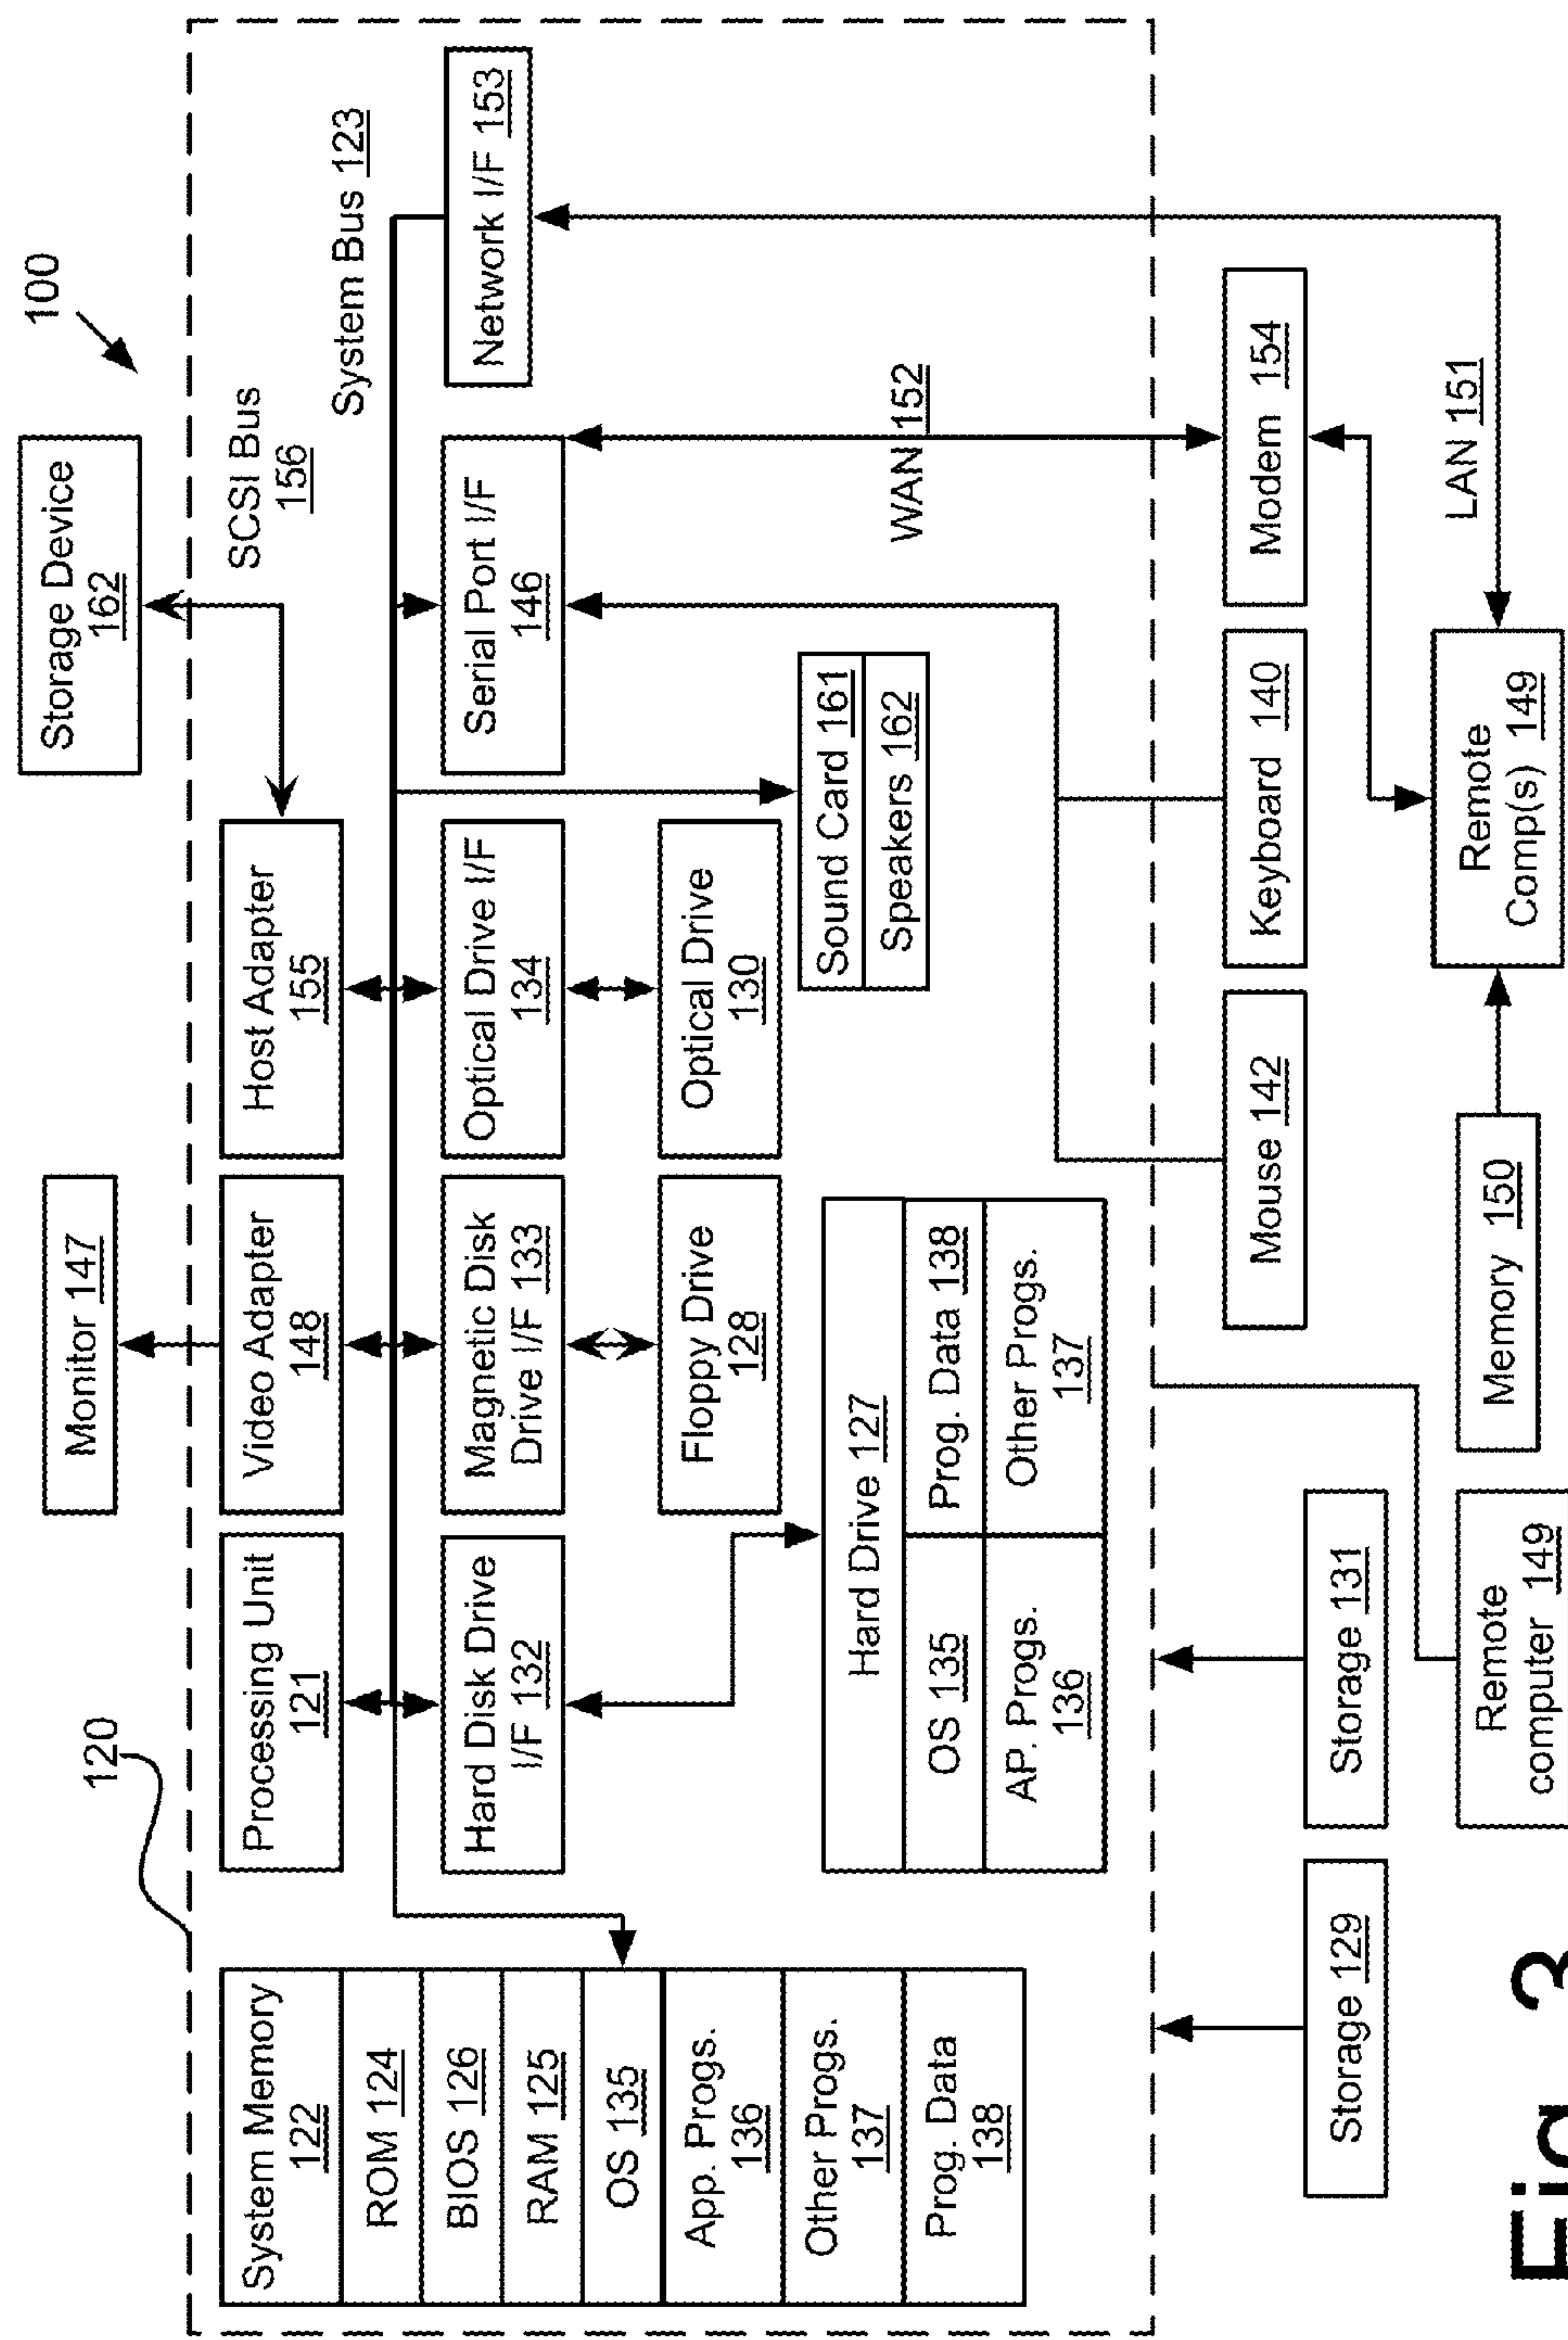 100
120
Monitor 147
Storage Device
162
SCSI Bus
156
System Memory
122
ROM 124
BIOS 126
RAM 125
OS 135
App. Progs.
136
Other Progs.
137
Prog. Data
138
Processing Unit
121
Video Adapter
148
Host Adapter
155
System Bus 123
Hard Disk Drive
I/F 132
Magnetic Disk
Drive I/F 133
Optical Drive I/F
134
Serial Port I/F
146
Network I/F 153
Floppy Drive
128
Optical Drive
130
Sound Card 161
Speakers 162
Hard Drive 127
OS 135
Prog. Data 138
AP. Progs.
136
Other Progs.
137
WAN 152
Storage 129
Storage 131
Mouse 142
Keyboard 140
Modem 154
Remote
computer 149
Memory 150
Remote
Comp(s) 149
LAN 151
Fig. 3